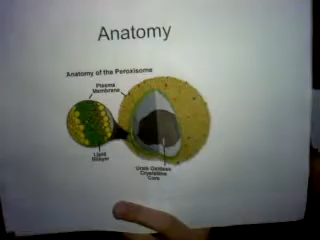 Anatomy
Anatomy of the Peroxisome
Plasma
Membrane
Lipid
Bilayer
Urate Oxidase
Crystalline
Core